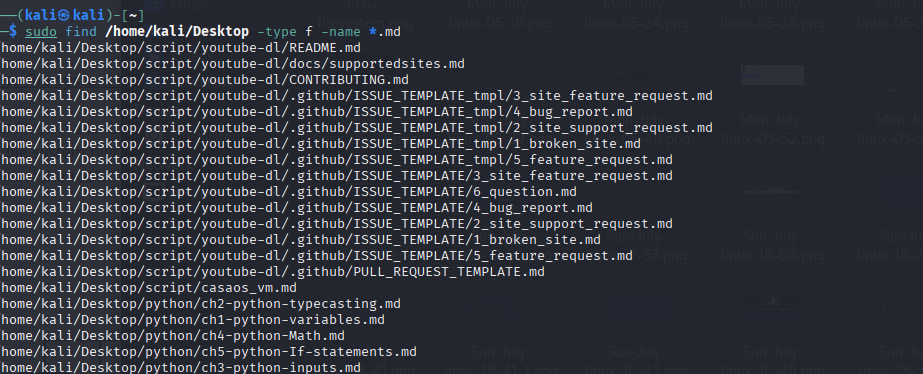 ──(kali㉿kali)-[~]
─$ sudo find /home/kali/Desktop -type f -name *.md
home/kali/Desktop/script/youtube-dl/README.md
home/kali/Desktop/script/youtube-dl/docs/supportedsites.md
home/kali/Desktop/script/youtube-dl/CONTRIBUTING.md
home/kali/Desktop/script/youtube-dl/.github/ISSUE_TEMPLATE_tmpl/3_site_feature_request.md
home/kali/Desktop/script/youtube-dl/.github/ISSUE_TEMPLATE_tmpl/4_bug_report.md
home/kali/Desktop/script/youtube-dl/.github/ISSUE_TEMPLATE_tmpl/2_site_support_request.md
home/kali/Desktop/script/youtube-dl/.github/ISSUE_TEMPLATE_tmpl/1_broken_site.md
home/kali/Desktop/script/youtube-dl/.github/ISSUE_TEMPLATE_tmpl/5_feature_request.md
home/kali/Desktop/script/youtube-dl/.github/ISSUE_TEMPLATE/3_site_feature_request.md
home/kali/Desktop/script/youtube-dl/.github/ISSUE_TEMPLATE/6_question.md
home/kali/Desktop/script/youtube-dl/.github/ISSUE_TEMPLATE/4_bug_report.md
home/kali/Desktop/script/youtube-dl/.github/ISSUE_TEMPLATE/2_site_support_request.md
home/kali/Desktop/script/youtube-dl/.github/ISSUE_TEMPLATE/1_broken_site.md
home/kali/Desktop/script/youtube-dl/.github/ISSUE_TEMPLATE/5_feature_request.md
home/kali/Desktop/script/youtube-dl/.github/PULL_REQUEST_TEMPLATE.md
home/kali/Desktop/script/casaos_vm.md
home/kali/Desktop/python/ch2-python-typecasting.md
home/kali/Desktop/python/ch1-python-variables.md
home/kali/Desktop/python/ch4-python-Math.md
home/kali/Desktop/python/ch5-python-If-statements.md
home/kali/Desktop/python/ch3-python-inputs.md